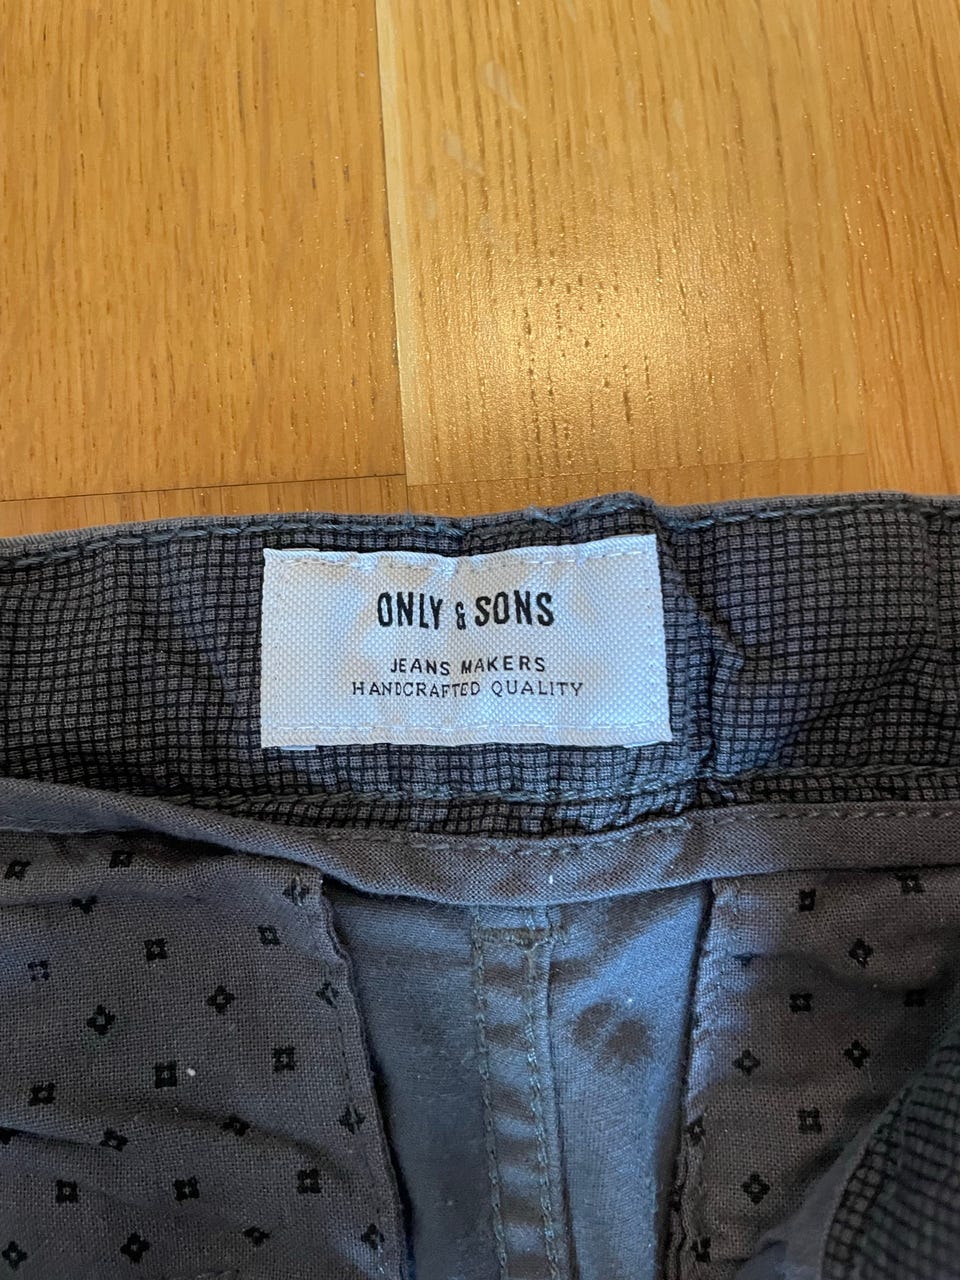 ONLY & SONS
JEANS MAKERS
HANDCRAFTED QUALITY